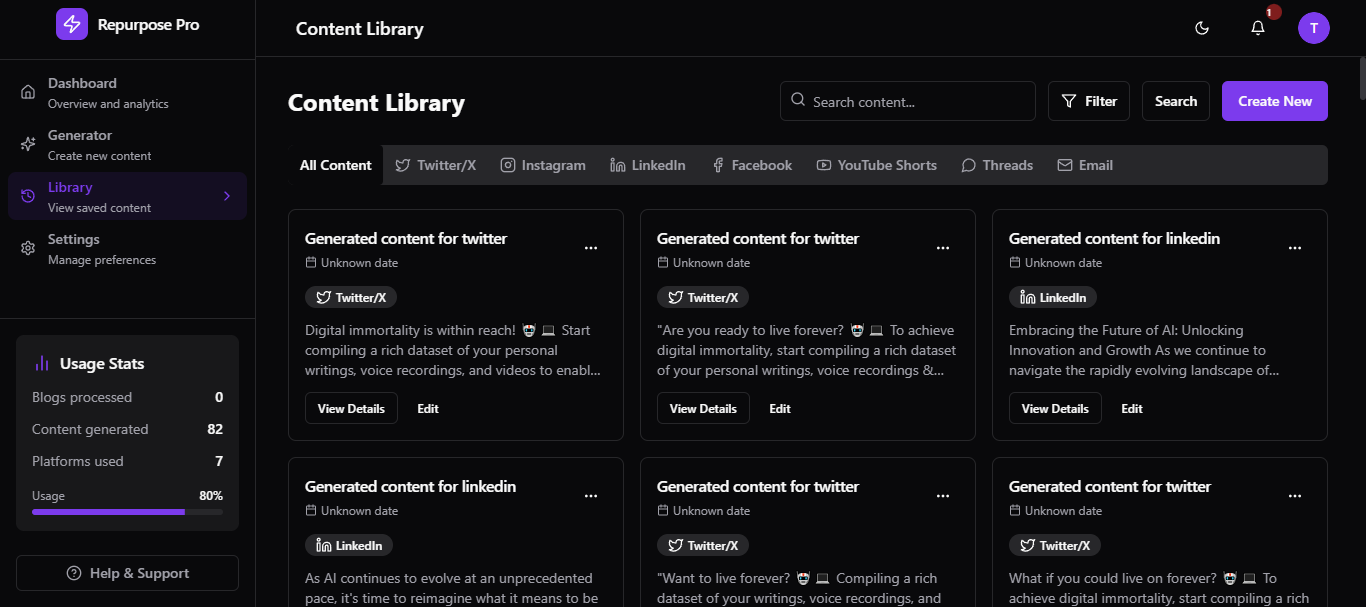 Repurpose Pro
Content Library
1
T
Dashboard
Overview and analytics
Generator
Create new content
Library
View saved content
Settings
Manage preferences
Usage Stats
Blogs processed 0
Content generated 82
Platforms used 7
Usage 80%
Help & Support
Content Library
Search content...
Filter
Search
Create New
All Content Twitter/X Instagram LinkedIn Facebook YouTube Shorts Threads Email
Generated content for twitter
Unknown date
Twitter/X
Digital immortality is within reach! 🤖 💻 Start
compiling a rich dataset of your personal
writings, voice recordings, and videos to enabl...
View Details Edit
Generated content for twitter
Unknown date
Twitter/X
"Are you ready to live forever? 🤖 💻 To achieve
digital immortality, start compiling a rich dataset
of your personal writings, voice recordings &...
View Details Edit
Generated content for linkedin
Unknown date
LinkedIn
Embracing the Future of AI: Unlocking
Innovation and Growth As we continue to
navigate the rapidly evolving landscape of...
View Details Edit
Generated content for linkedin
Unknown date
LinkedIn
As AI continues to evolve at an unprecedented
pace, it's time to reimagine what it means to be
Generated content for twitter
Unknown date
Twitter/X
"Want to live forever? 🤖 💻 Compiling a rich
dataset of your writings, voice recordings, and
Generated content for twitter
Unknown date
Twitter/X
What if you could live on forever? 🤖 💻 To
achieve digital immortality, start compiling a rich